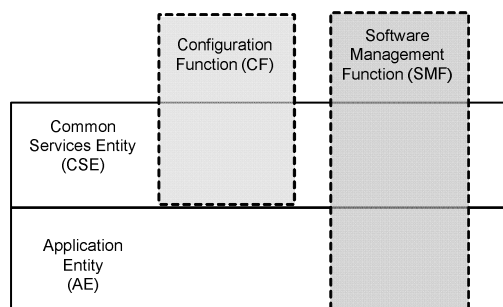 Configuration
Function (CF)
Software
Management
Function (SMF)
Common
Services Entity
(CSE)
Application
Entity
(AE)